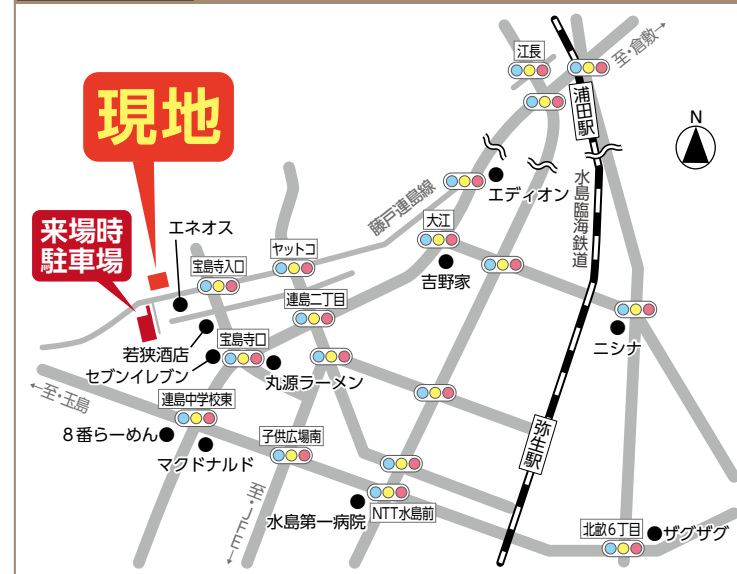 江長
至・倉敷→
浦田駅
N
現地
水島臨海鉄道
エディオン
藤戸連島線
来場時
駐車場
エネオス
ヤットコ
大江
宝島寺入口
吉野家
連島二丁目
若狭酒店
宝島寺口
ニシナ
セブンイレブン
丸源ラーメン
←至・玉島
連島中学校東
8番らーめん
マクドナルド
子供広場南
弥生駅
至・JFE→
水島第一病院
NTT水島前
北畝6丁目
ザグザグ